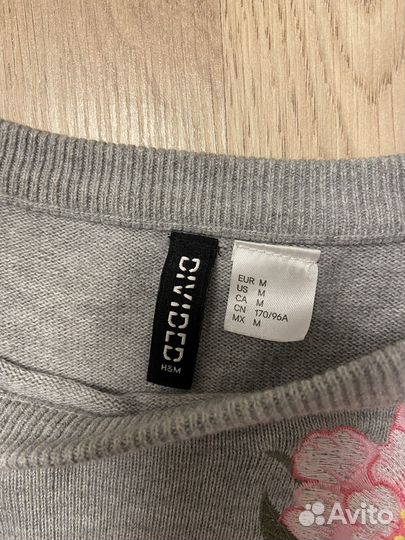 DIVIDED
H&M
EUR M
US M
CA M
CN 170/96A
MX M
Avito